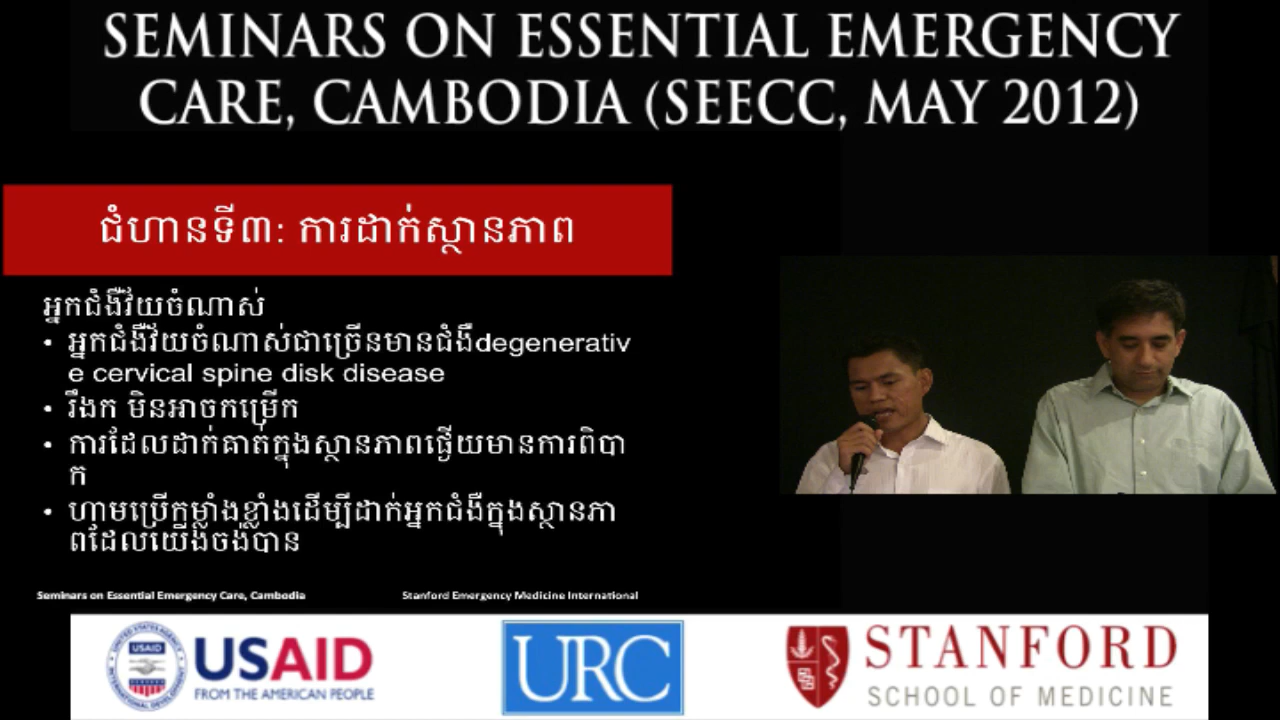 SEMINARS ON ESSENTIAL EMERGENCY
CARE, CAMBODIA (SEECC, MAY 2012)
ជំហានទី៣: ការដាក់ស្ថានភាព
អ្នកជំងឺវ័យចំណាស់
• អ្នកជំងឺវ័យចំណាស់ជាច្រើនមានជំងឺdegenerativ
e cervical spine disk disease
• រឹងក មិនអាចកម្រើក
• ការដែលដាក់គាត់ក្នុងស្ថានភាពផ្ងើយមានការពិបា
ក
• ហាមប្រើកម្លាំងខ្លាំងដើម្បីដាក់អ្នកជំងឺក្នុងស្ថានភា
ពដែលយើងចង់បាន
Seminars on Essential Emergency Care, Cambodia
Stanford Emergency Medicine International
USAID
FROM THE AMERICAN PEOPLE
URC
STANFORD
SCHOOL OF MEDICINE